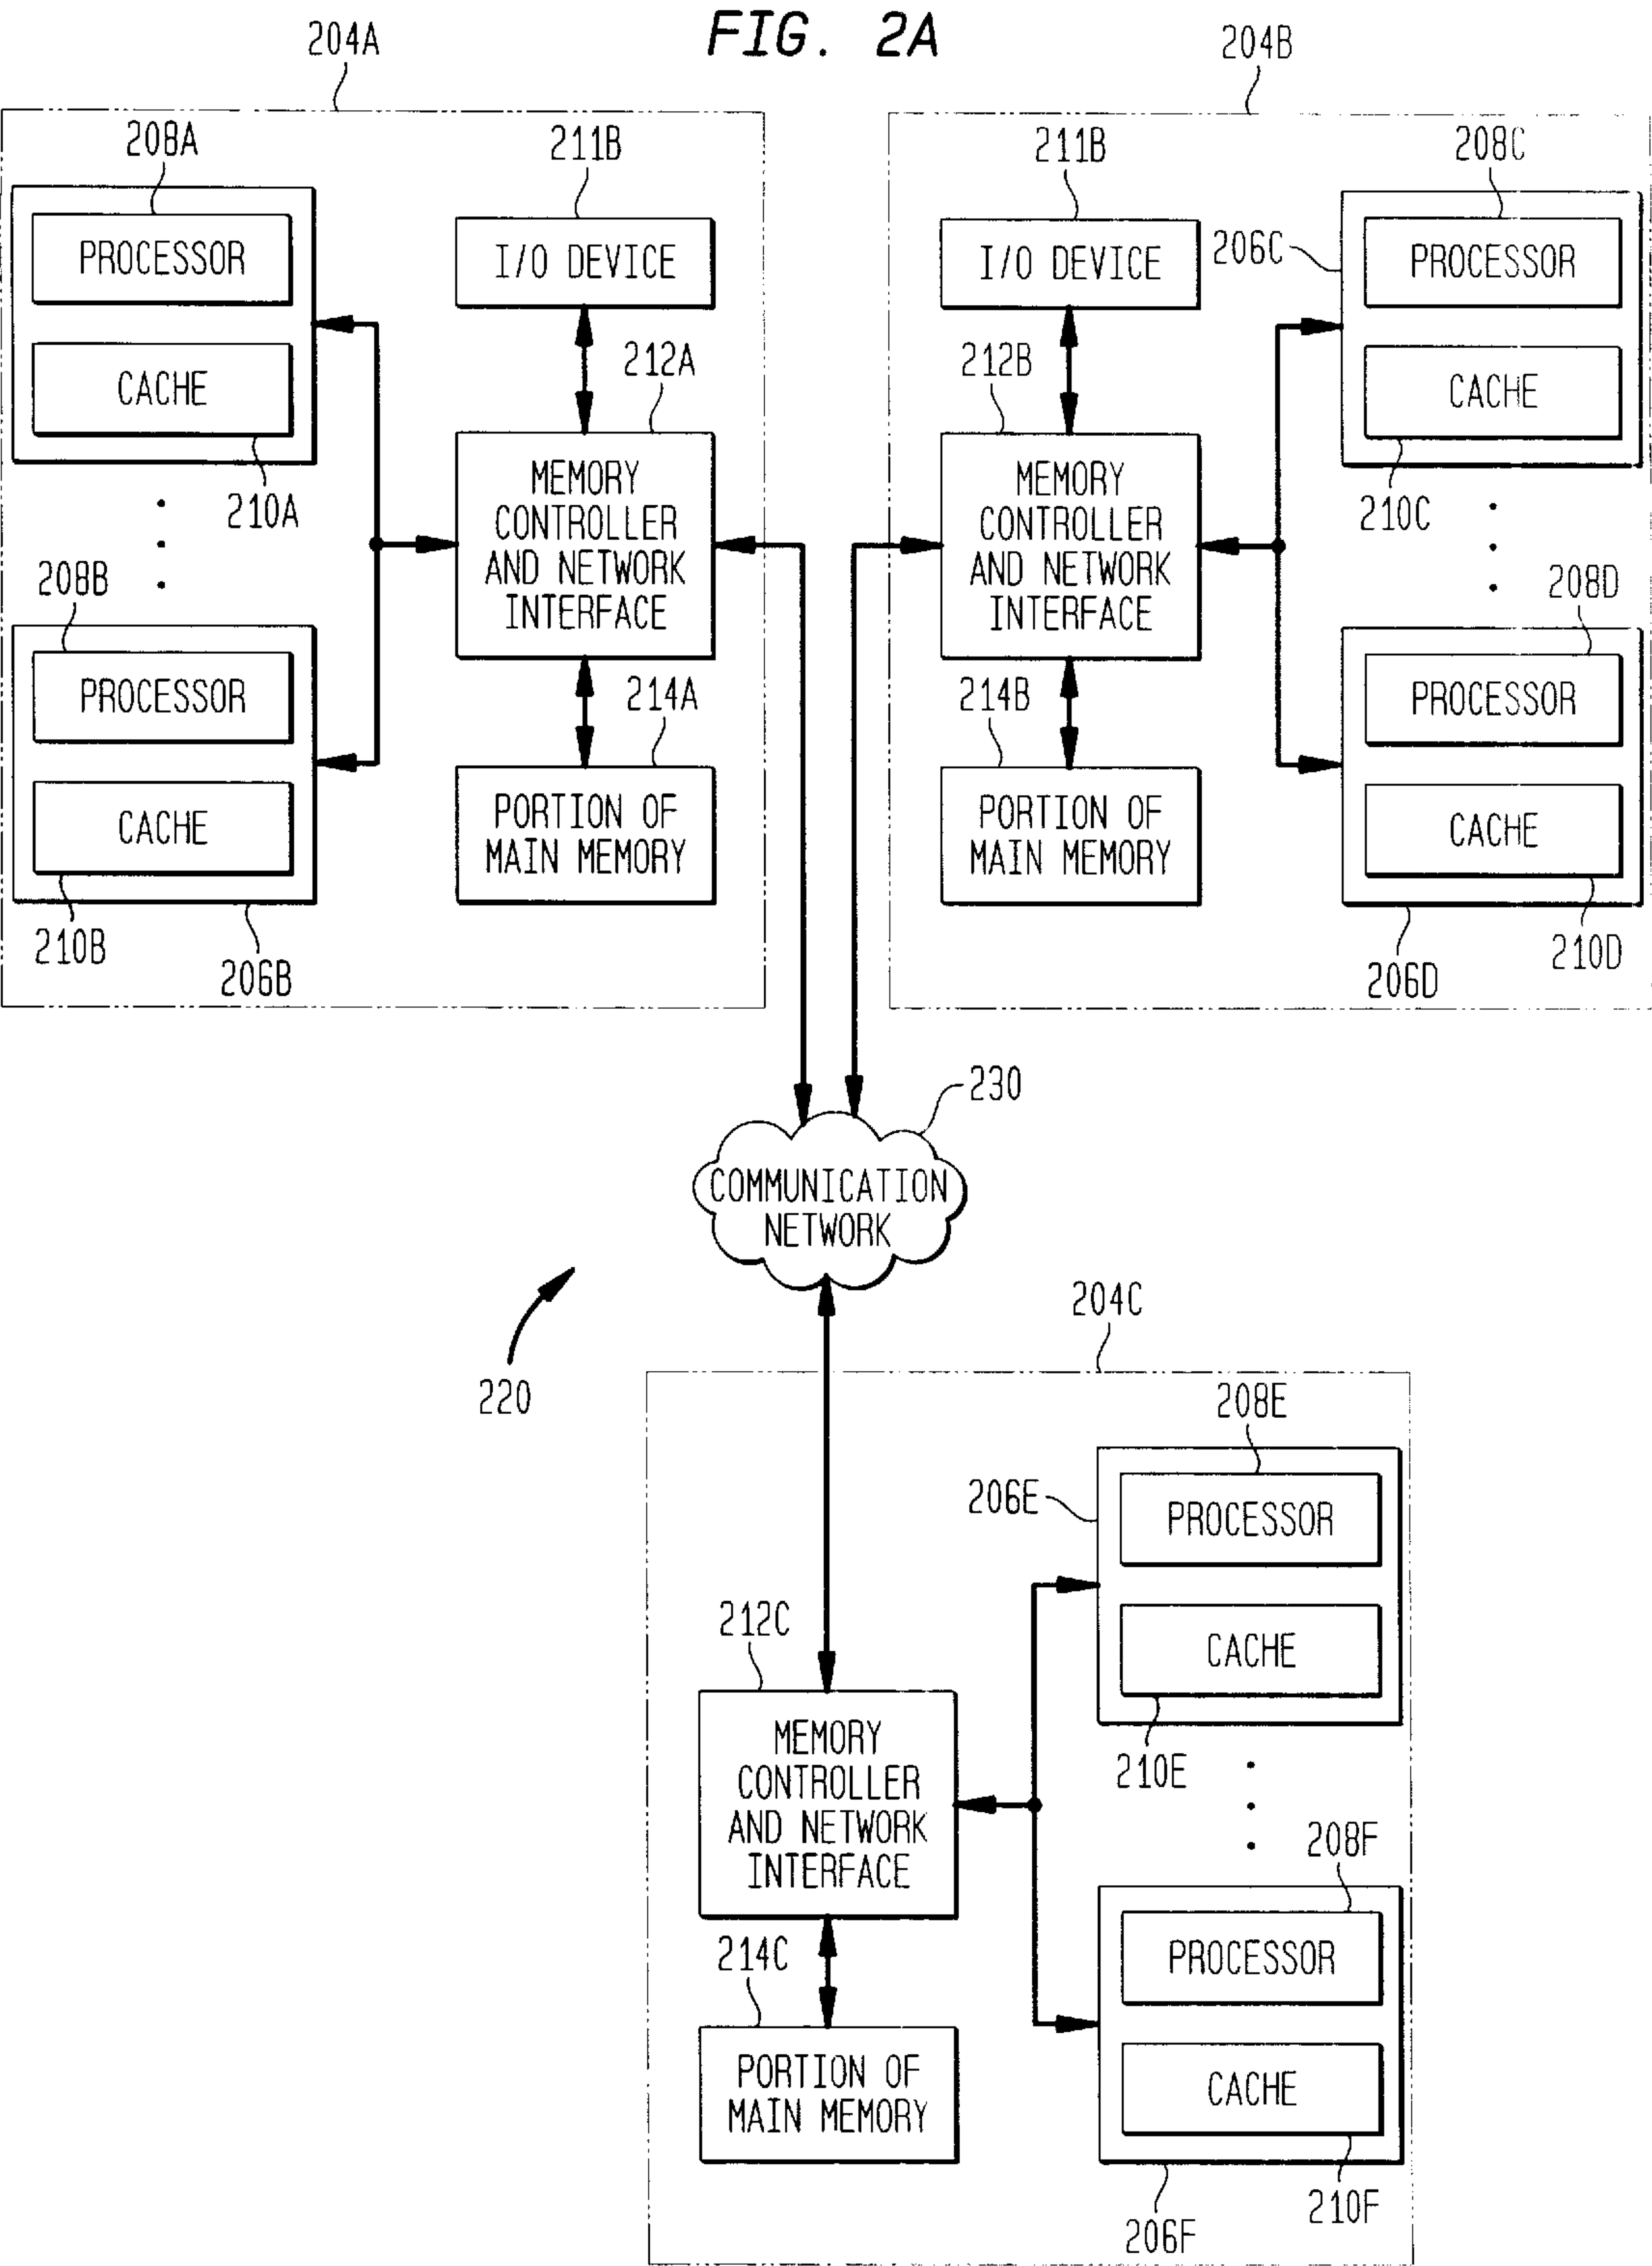 FIG. 2A
204A
208A
211B
PROCESSOR
I/O DEVICE
212A
CACHE
210A
MEMORY
CONTROLLER
AND NETWORK
INTERFACE
208B
214A
PROCESSOR
CACHE
PORTION OF
MAIN MEMORY
210B
206B
204B
211B
208C
I/O DEVICE
206C
PROCESSOR
212B
CACHE
210C
MEMORY
CONTROLLER
AND NETWORK
INTERFACE
208D
214B
PROCESSOR
PORTION OF
MAIN MEMORY
CACHE
210D
206D
230
COMMUNICATION
NETWORK
220
204C
208E
206E
PROCESSOR
212C
CACHE
210E
MEMORY
CONTROLLER
AND NETWORK
INTERFACE
208F
214C
PROCESSOR
PORTION OF
MAIN MEMORY
CACHE
210F
206F